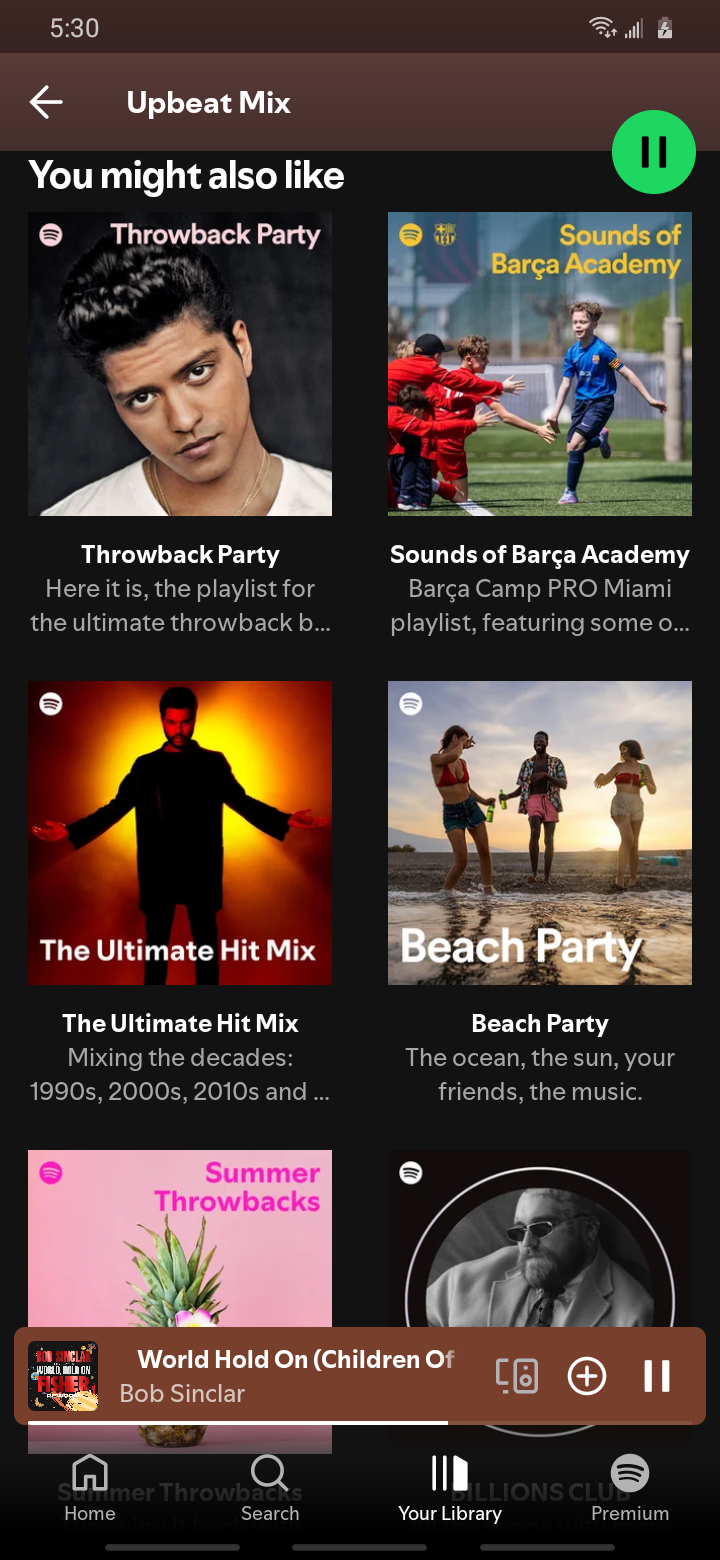 5:30
Upbeat Mix
You might also like
Throwback Party
Sounds of
Barça Academy
Throwback Party
Here it is, the playlist for
the ultimate throwback b...
Sounds of Barça Academy
Barça Camp PRO Miami
playlist, featuring some o...
The Ultimate Hit Mix
Beach Party
The Ultimate Hit Mix
Mixing the decades:
1990s, 2000s, 2010s and ...
Beach Party
The ocean, the sun, your
friends, the music.
Summer
Throwbacks
BOB SINCLAR
WORLD, HOLD ON
FISHER
World Hold On (Children Of
Bob Sinclar
Summer Throwbacks
BILLIONS CLUB
Home
Search
Your Library
Premium